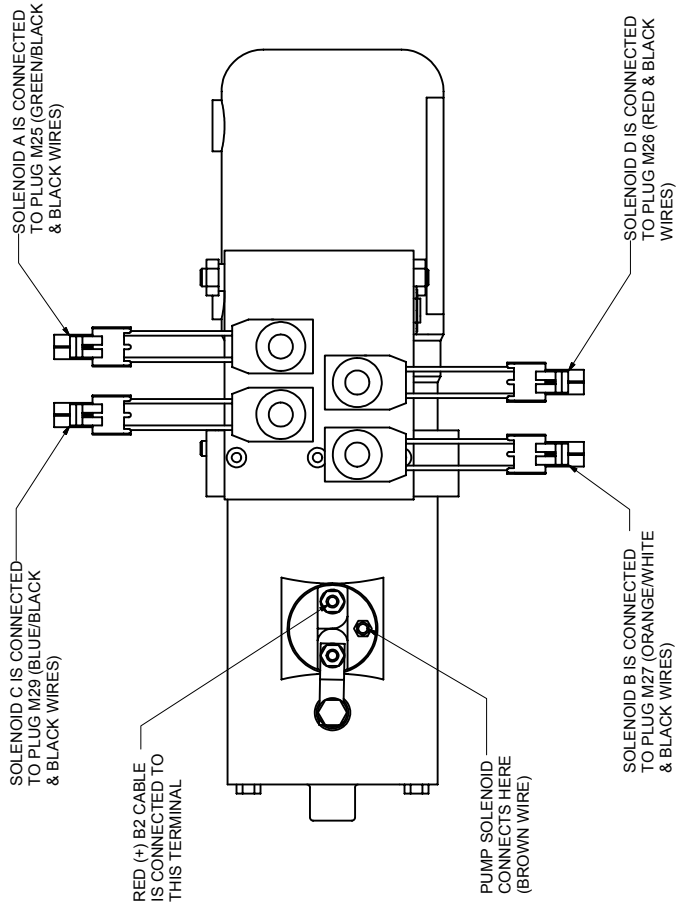 SOLENOID A IS CONNECTED
TO PLUG M25 (GREEN/BLACK
& BLACK WIRES)
SOLENOID D IS CONNECTED
TO PLUG M26 (RED & BLACK
WIRES)
SOLENOID C IS CONNECTED
TO PLUG M29 (BLUE/BLACK
& BLACK WIRES)
SOLENOID B IS CONNECTED
TO PLUG M27 (ORANGE/WHITE
& BLACK WIRES)
RED (+) B2 CABLE
IS CONNECTED TO
THIS TERMINAL
PUMP SOLENOID
CONNECTS HERE
(BROWN WIRE)